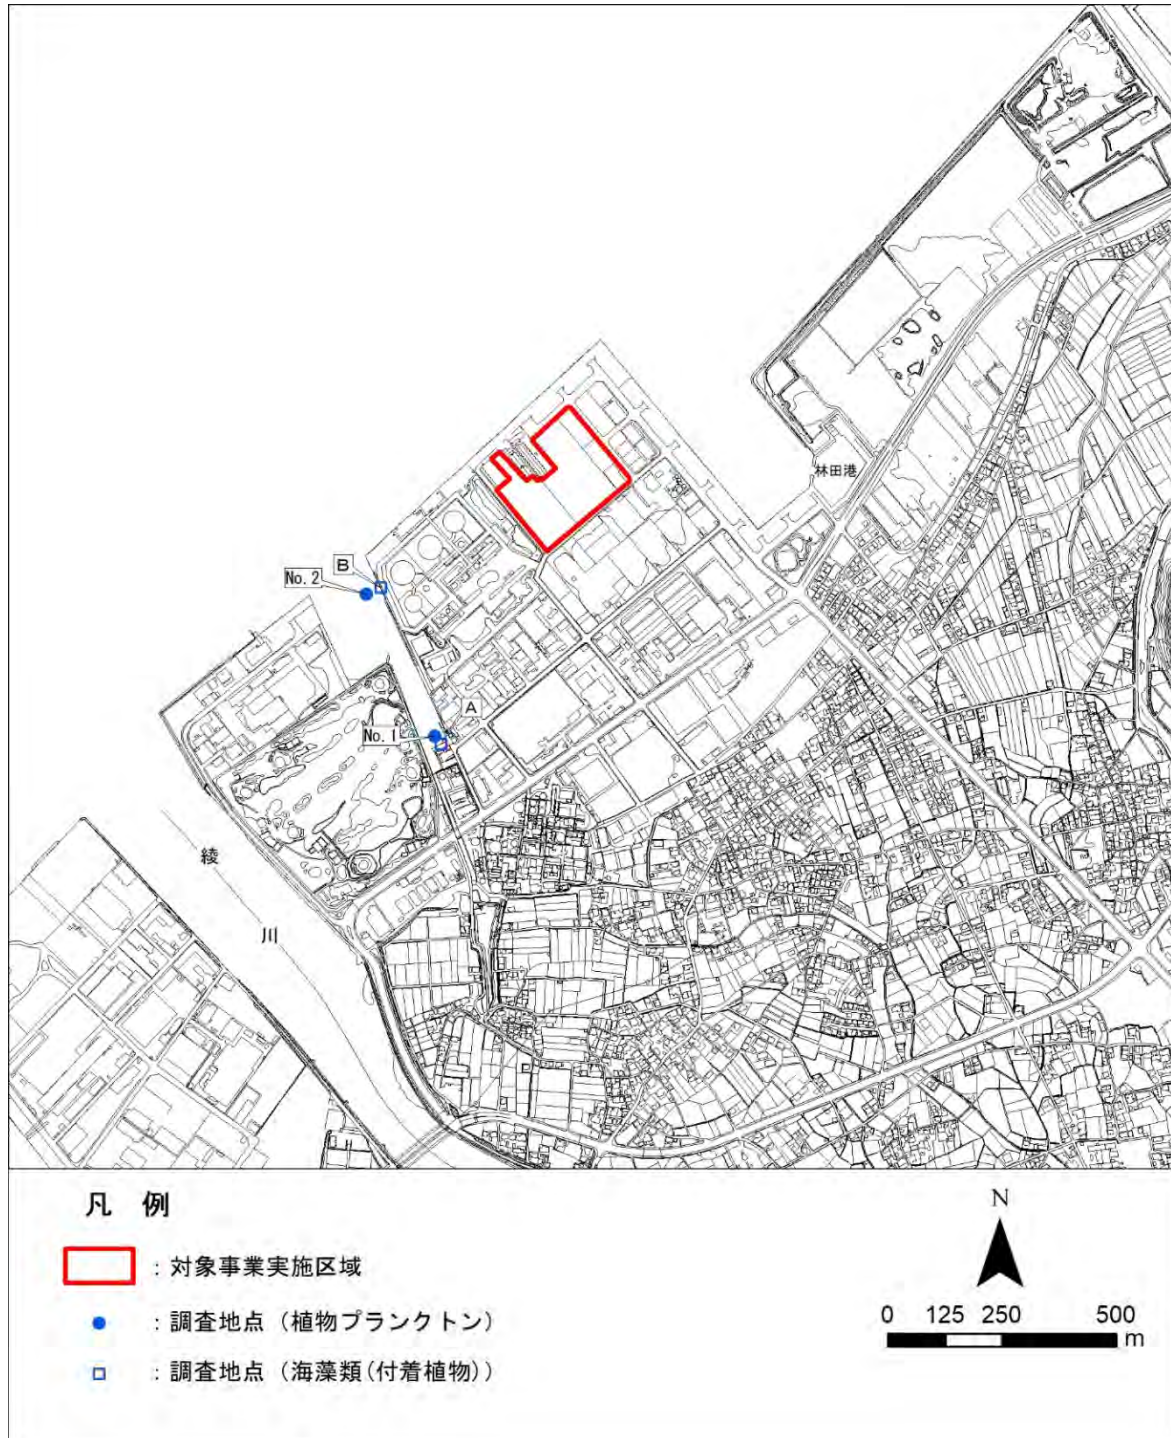 林田港
B
No. 2
A
No. 1
綾
川
凡 例
: 対象事業実施区域
: 調査地点（植物プランクトン）
: 調査地点（海藻類(付着植物)）
N
0 125 250 500
m